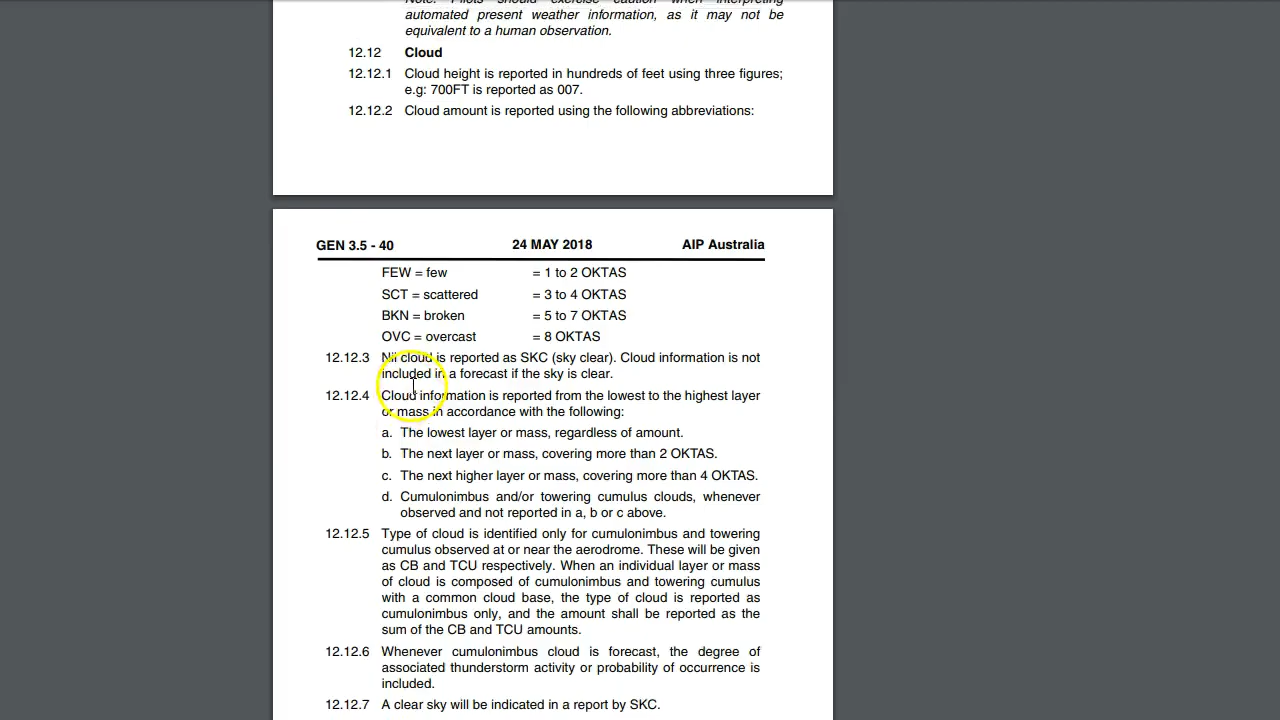 Note: Pilots should exercise caution when interpreting
automated present weather information, as it may not be
equivalent to a human observation.
12.12 Cloud
12.12.1 Cloud height is reported in hundreds of feet using three figures;
e.g: 700FT is reported as 007.
12.12.2 Cloud amount is reported using the following abbreviations:
GEN 3.5 - 40 24 MAY 2018 AIP Australia
FEW = few = 1 to 2 OKTAS
SCT = scattered = 3 to 4 OKTAS
BKN = broken = 5 to 7 OKTAS
OVC = overcast = 8 OKTAS
12.12.3 Nil cloud is reported as SKC (sky clear). Cloud information is not
included in a forecast if the sky is clear.
12.12.4 Cloud information is reported from the lowest to the highest layer
or mass in accordance with the following:
a. The lowest layer or mass, regardless of amount.
b. The next layer or mass, covering more than 2 OKTAS.
c. The next higher layer or mass, covering more than 4 OKTAS.
d. Cumulonimbus and/or towering cumulus clouds, whenever
observed and not reported in a, b or c above.
12.12.5 Type of cloud is identified only for cumulonimbus and towering
cumulus observed at or near the aerodrome. These will be given
as CB and TCU respectively. When an individual layer or mass
of cloud is composed of cumulonimbus and towering cumulus
with a common cloud base, the type of cloud is reported as
cumulonimbus only, and the amount shall be reported as the
sum of the CB and TCU amounts.
12.12.6 Whenever cumulonimbus cloud is forecast, the degree of
associated thunderstorm activity or probability of occurrence is
included.
12.12.7 A clear sky will be indicated in a report by SKC.